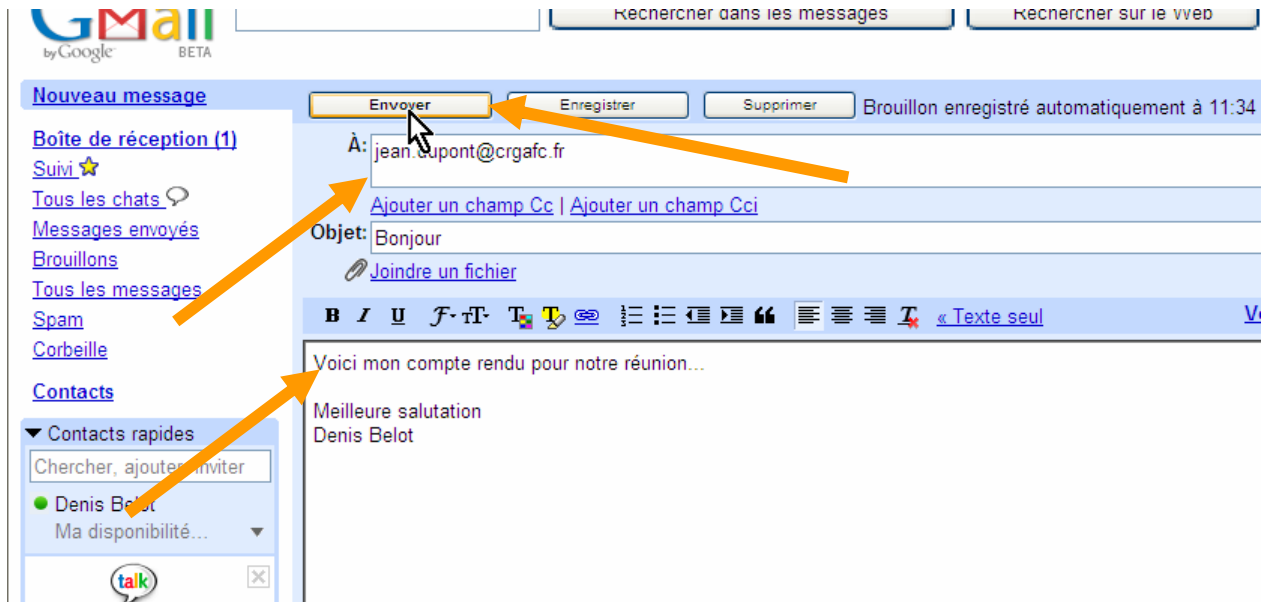 GMail
by Google BETA
Rechercher dans les messages
Rechercher sur le Web
Nouveau message
Envoyer
Enregistrer
Supprimer
Brouillon enregistré automatiquement à 11:34
Boîte de réception (1)
Suivi
Tous les chats
Messages envoyés
Brouillons
Tous les messages
Spam
Corbeille
Contacts
Contacts rapides
Chercher, ajouter, inviter
Denis Belot
Ma disponibilité...
talk
À:
jean.dupont@crgafc.fr
Ajouter un champ Cc | Ajouter un champ Cci
Objet:
Bonjour
Joindre un fichier
B I U
« Texte seul
Voici mon compte rendu pour notre réunion...
Meilleure salutation
Denis Belot